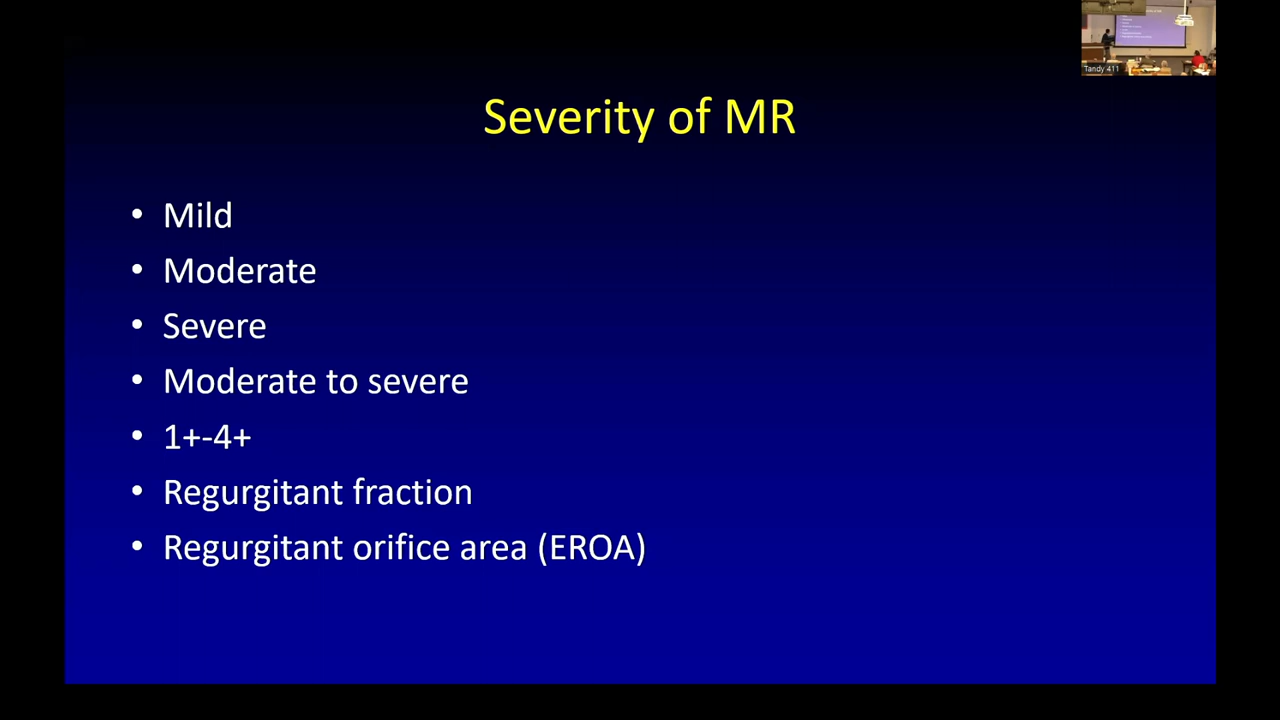 Tandy 411
Severity of MR
• Mild
• Moderate
• Severe
• Moderate to severe
• 1+-4+
• Regurgitant fraction
• Regurgitant orifice area (EROA)